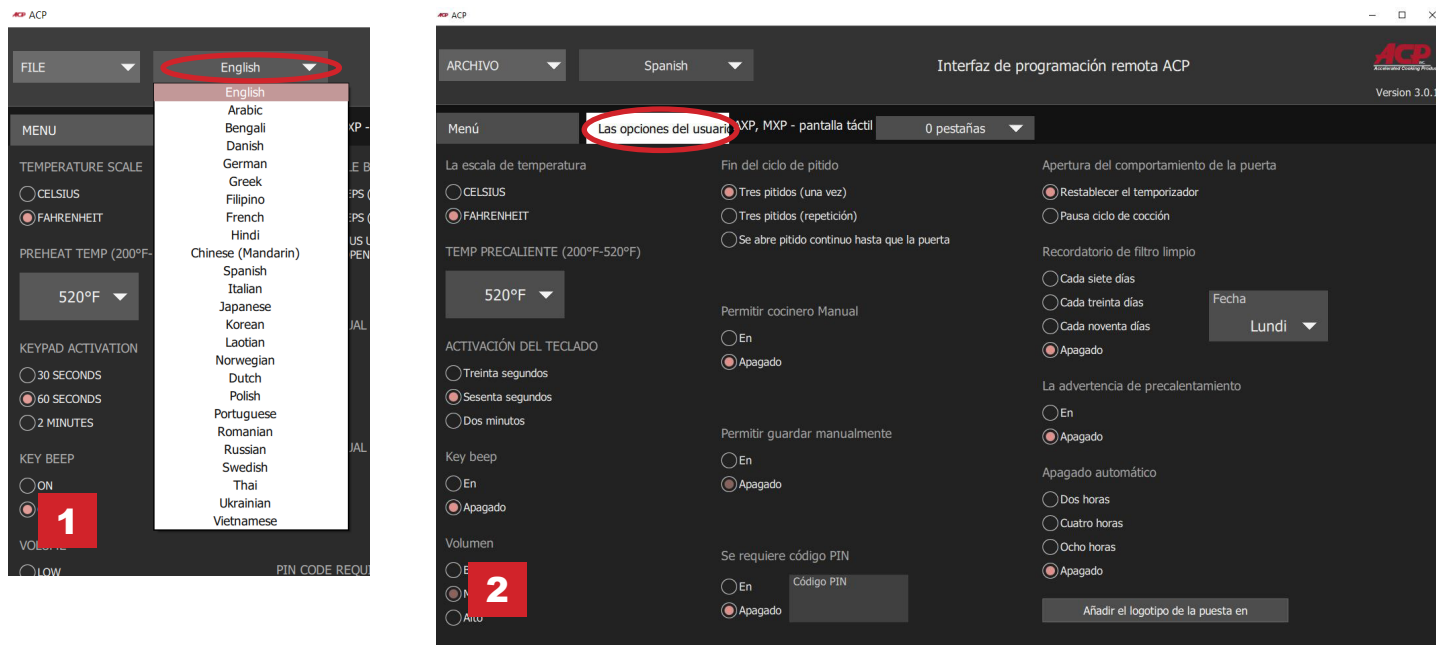 ACP
FILE
English
English
Arabic
Bengali
Danish
German
Greek
Filipino
French
Hindi
Chinese (Mandarin)
Spanish
Italian
Japanese
Korean
Laotian
Norwegian
Dutch
Polish
Portuguese
Romanian
Russian
Swedish
Thai
Ukrainian
Vietnamese
MENU
TEMPERATURE SCALE
CELSIUS
FAHRENHEIT
PREHEAT TEMP (200°F-
520°F
KEYPAD ACTIVATION
30 SECONDS
60 SECONDS
2 MINUTES
KEY BEEP
ON
1
LOW
PIN CODE REQU
ACP
ARCHIVO
Spanish
Interfaz de programación remota ACP
ACP
Version 3.0.1
Menú
Las opciones del usuario
AXP, MXP - pantalla táctil
0 pestañas
La escala de temperatura
CELSIUS
FAHRENHEIT
TEMP PRECALIENTE (200°F-520°F)
520°F
ACTIVACIÓN DEL TECLADO
Treinta segundos
Sesenta segundos
Dos minutos
Key beep
En
Apagado
Volumen
2
Alto
Fin del ciclo de pitido
Tres pitidos (una vez)
Tres pitidos (repetición)
Se abre pitido continuo hasta que la puerta
Permitir cocinero Manual
En
Apagado
Permitir guardar manualmente
En
Apagado
Se requiere código PIN
En
Apagado
Código PIN
Apertura del comportamiento de la puerta
Restablecer el temporizador
Pausa ciclo de cocción
Recordatorio de filtro limpio
Cada siete días
Cada treinta días
Cada noventa días
Apagado
Fecha
Lundi
La advertencia de precalentamiento
En
Apagado
Apagado automático
Dos horas
Cuatro horas
Ocho horas
Apagado
Añadir el logotipo de la puesta en